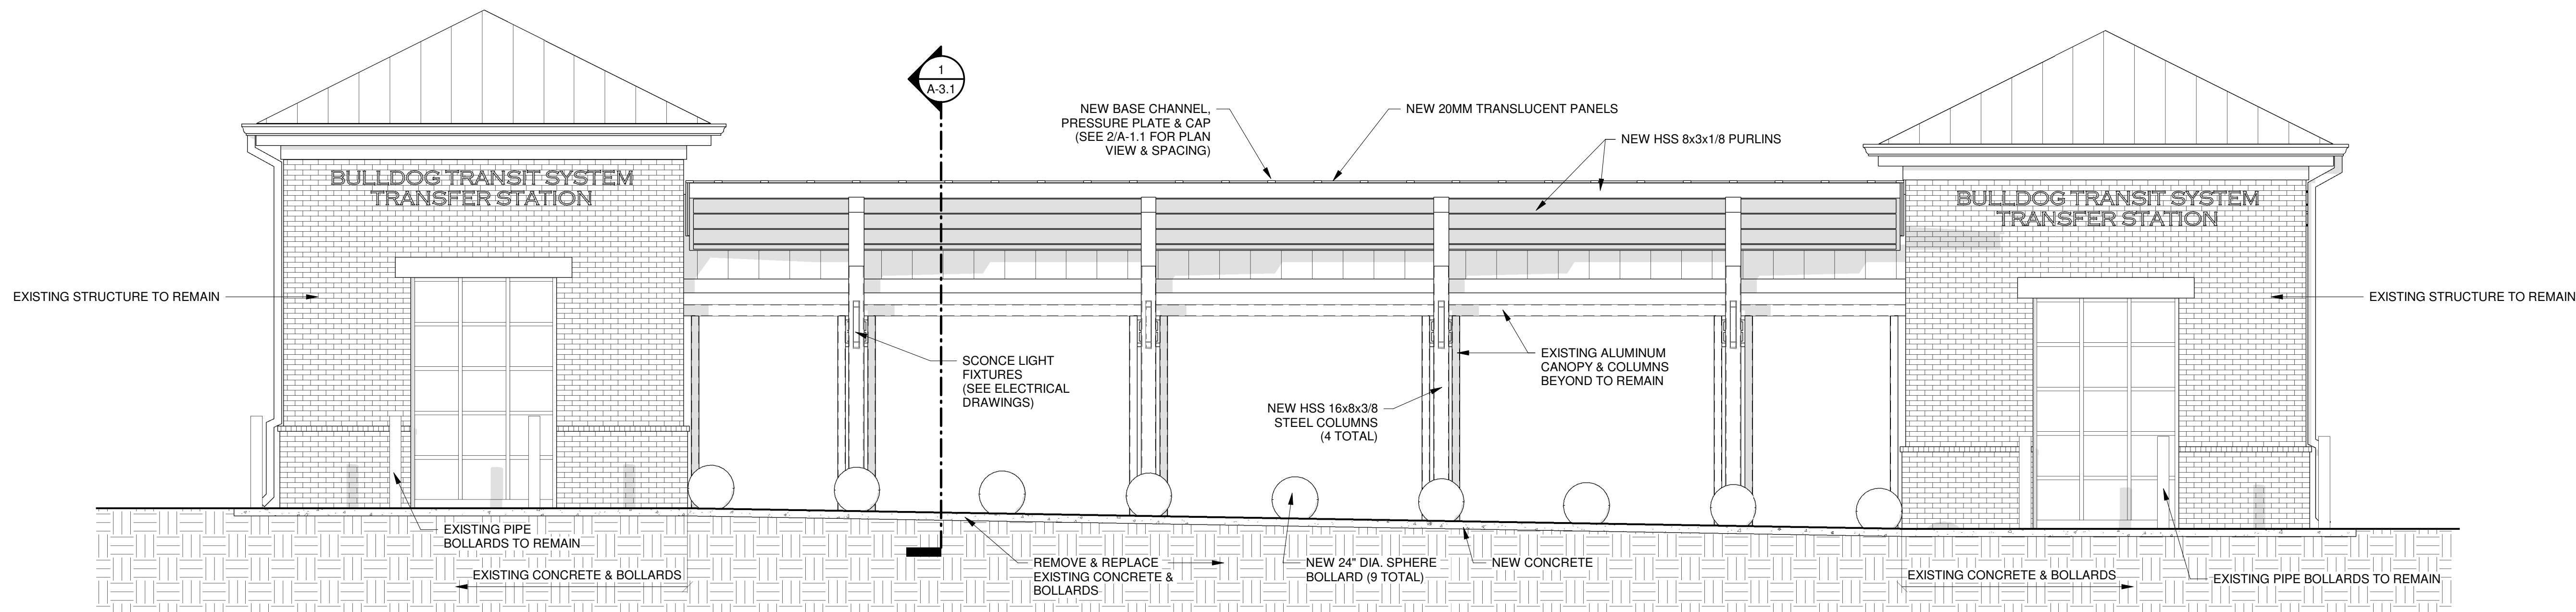 1
A-3.1
NEW BASE CHANNEL,
PRESSURE PLATE & CAP
(SEE 2/A-1.1 FOR PLAN
VIEW & SPACING)
NEW 20MM TRANSLUCENT PANELS
NEW HSS 8x3x1/8 PURLINS
BULLDOG TRANSIT SYSTEM
TRANSFER STATION
BULLDOG TRANSIT SYSTEM
TRANSFER STATION
EXISTING STRUCTURE TO REMAIN
EXISTING STRUCTURE TO REMAIN
SCONCE LIGHT
FIXTURES
(SEE ELECTRICAL
DRAWINGS)
EXISTING ALUMINUM
CANOPY & COLUMNS
BEYOND TO REMAIN
NEW HSS 16x8x3/8
STEEL COLUMNS
(4 TOTAL)
EXISTING PIPE
BOLLARDS TO REMAIN
EXISTING CONCRETE & BOLLARDS
REMOVE & REPLACE
EXISTING CONCRETE &
BOLLARDS
NEW 24" DIA. SPHERE
BOLLARD (9 TOTAL)
NEW CONCRETE
EXISTING CONCRETE & BOLLARDS
EXISTING PIPE BOLLARDS TO REMAIN